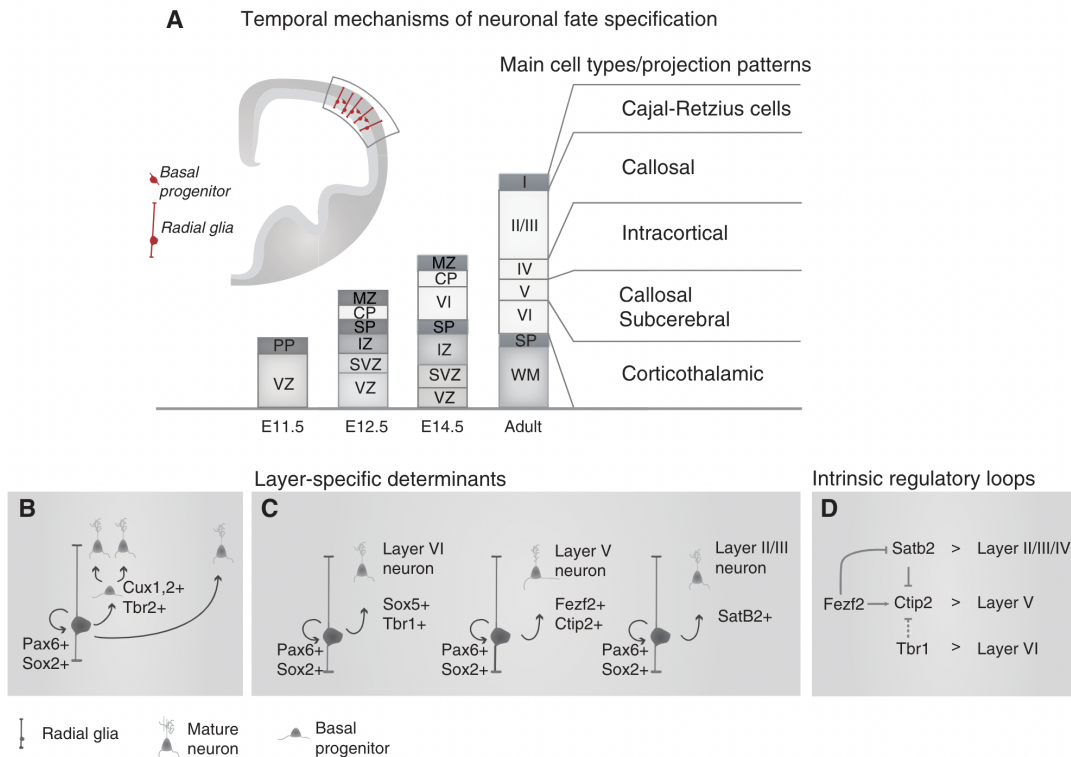 A Temporal mechanisms of neuronal fate specification
Main cell types/projection patterns
Cajal-Retzius cells
Callosal
Intracortical
Callosal
Subcerebral
Corticothalamic
Basal
progenitor
Radial glia
PP
VZ
E11.5
MZ
CP
SP
IZ
SVZ
VZ
E12.5
MZ
CP
VI
SP
IZ
SVZ
VZ
E14.5
I
II/III
IV
V
VI
SP
WM
Adult
B
Cux1,2+
Tbr2+
Pax6+
Sox2+
Layer-specific determinants
C
Layer VI
neuron
Sox5+
Tbr1+
Pax6+
Sox2+
Layer V
neuron
Fezf2+
Ctip2+
Pax6+
Sox2+
Layer II/III
neuron
SatB2+
Pax6+
Sox2+
Intrinsic regulatory loops
D
Satb2 > Layer II/III/IV
Fezf2 Ctip2 > Layer V
Tbr1 > Layer VI
Radial glia
Mature
neuron
Basal
progenitor